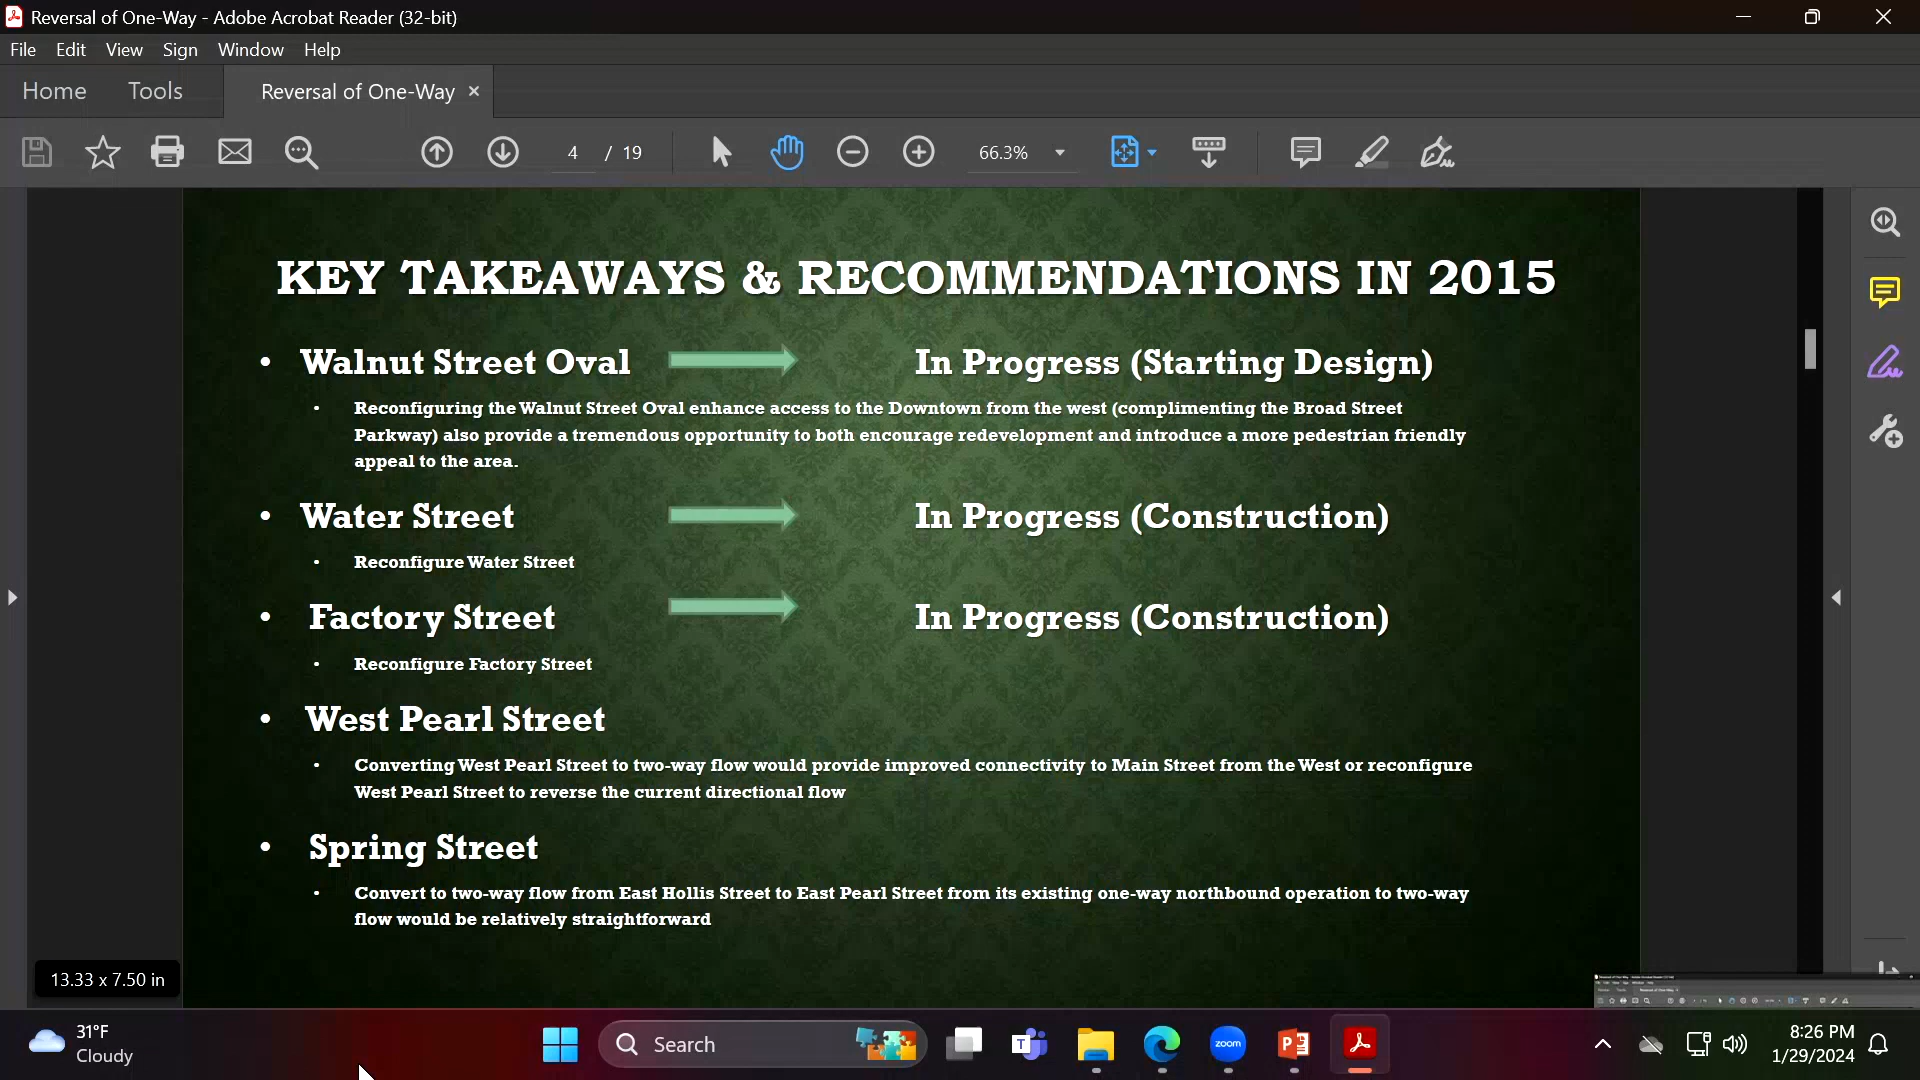 Reversal of One-Way - Adobe Acrobat Reader (32-bit)
File Edit View Sign Window Help
Home Tools Reversal of One-Way ×
4 / 19 66.3%
KEY TAKEAWAYS & RECOMMENDATIONS IN 2015
• Walnut Street Oval In Progress (Starting Design)
• Reconfiguring the Walnut Street Oval enhance access to the Downtown from the west (complimenting the Broad Street
Parkway) also provide a tremendous opportunity to both encourage redevelopment and introduce a more pedestrian friendly
appeal to the area.
• Water Street In Progress (Construction)
• Reconfigure Water Street
• Factory Street In Progress (Construction)
• Reconfigure Factory Street
• West Pearl Street
• Converting West Pearl Street to two-way flow would provide improved connectivity to Main Street from the West or reconfigure
West Pearl Street to reverse the current directional flow
• Spring Street
• Convert to two-way flow from East Hollis Street to East Pearl Street from its existing one-way northbound operation to two-way
flow would be relatively straightforward
13.33 x 7.50 in
31°F
Cloudy
Search
zoom
8:26 PM
1/29/2024